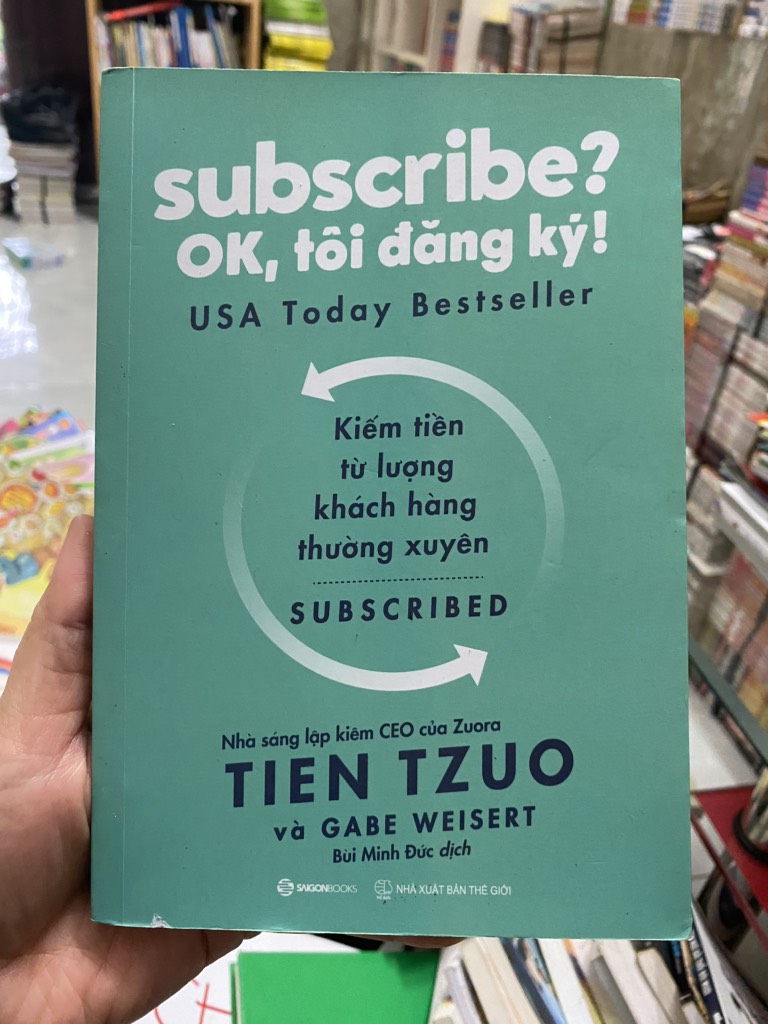 subscribe?
OK, tôi đăng ký!
USA Today Bestseller
Kiếm tiền
từ lượng
khách hàng
thường xuyên
SUBSCRIBED
Nhà sáng lập kiêm CEO của Zuora
TIEN TZUO
và GABE WEISERT
Bùi Minh Đức dịch
SAIGONBOOKS
THẾ GIỚI
NHÀ XUẤT BẢN THẾ GIỚI